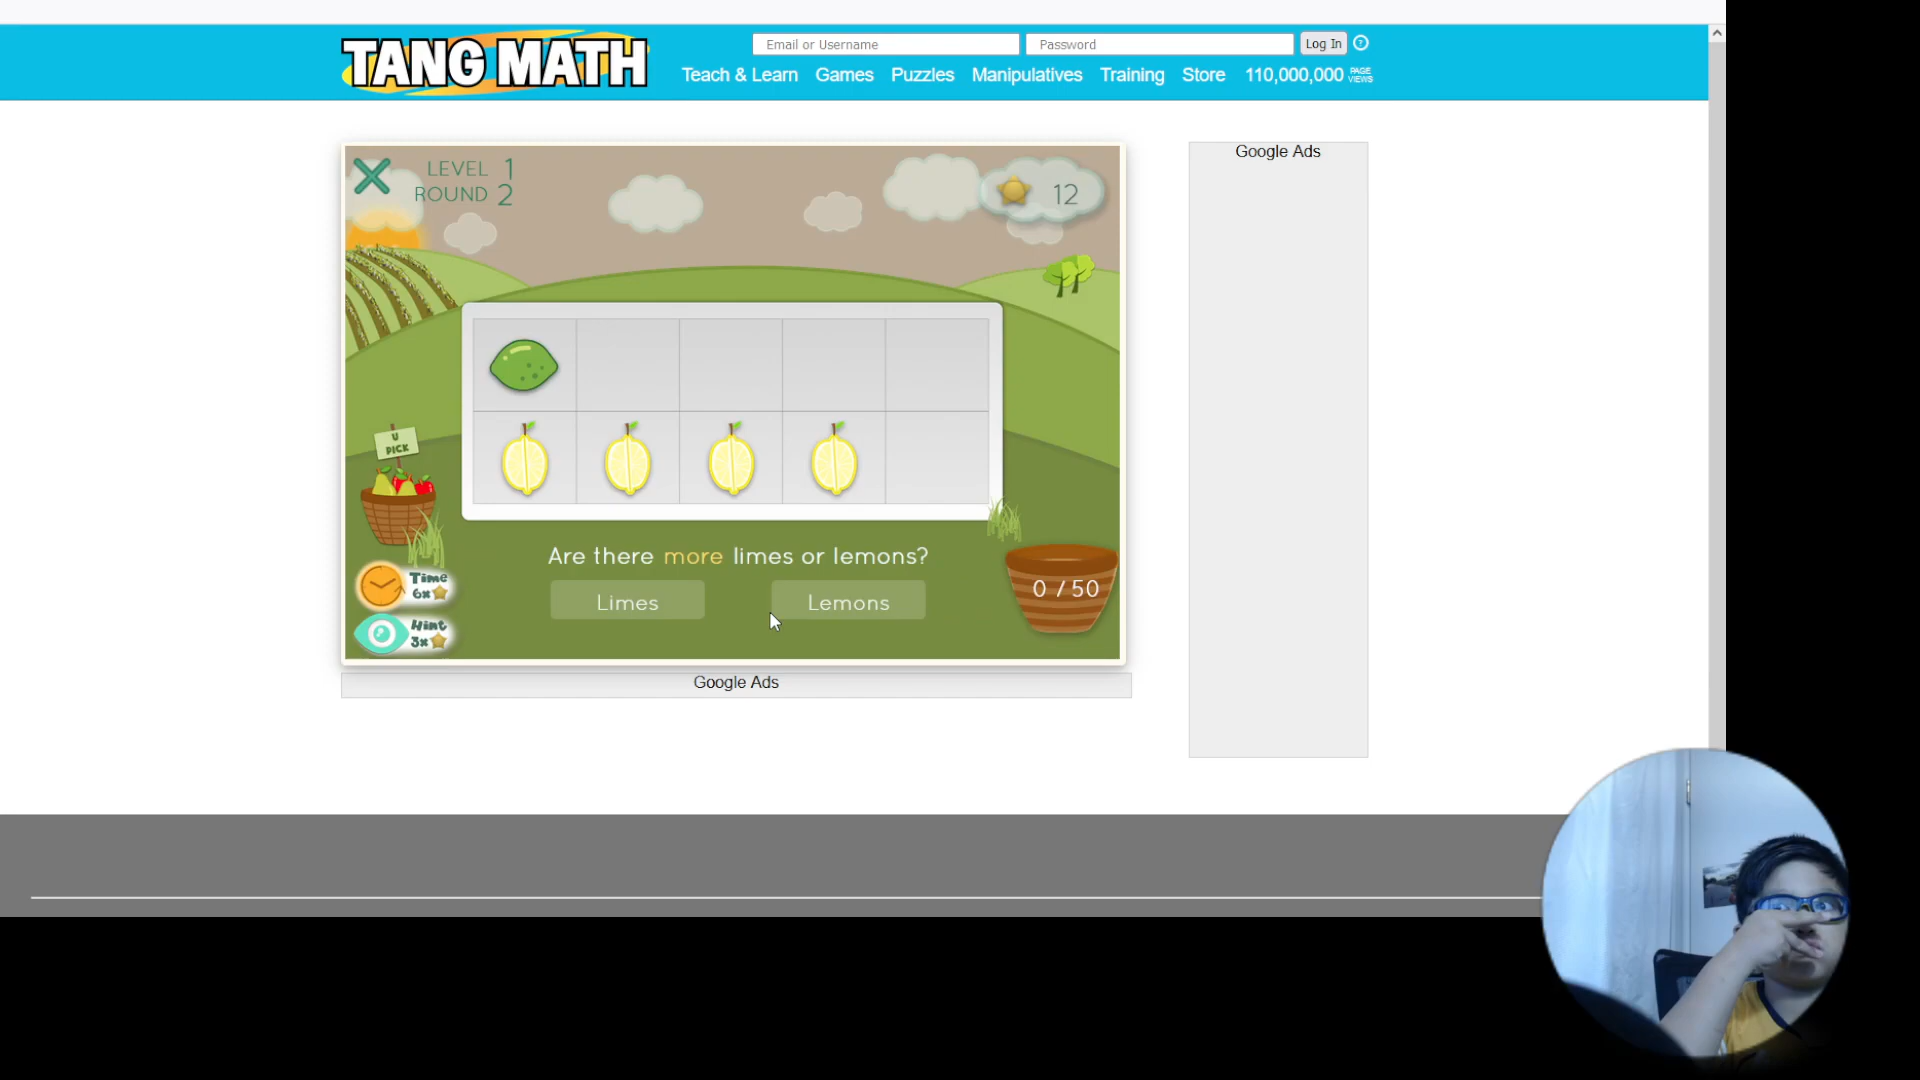 TANG MATH
Email or Username
Password
Log In
?
Teach & Learn
Games
Puzzles
Manipulatives
Training
Store
110,000,000 PAGE VIEWS
LEVEL 1
ROUND 2
12
U PICK
Are there more limes or lemons?
Limes
Lemons
0 / 50
Time
6x
Hint
3x
Google Ads
Google Ads